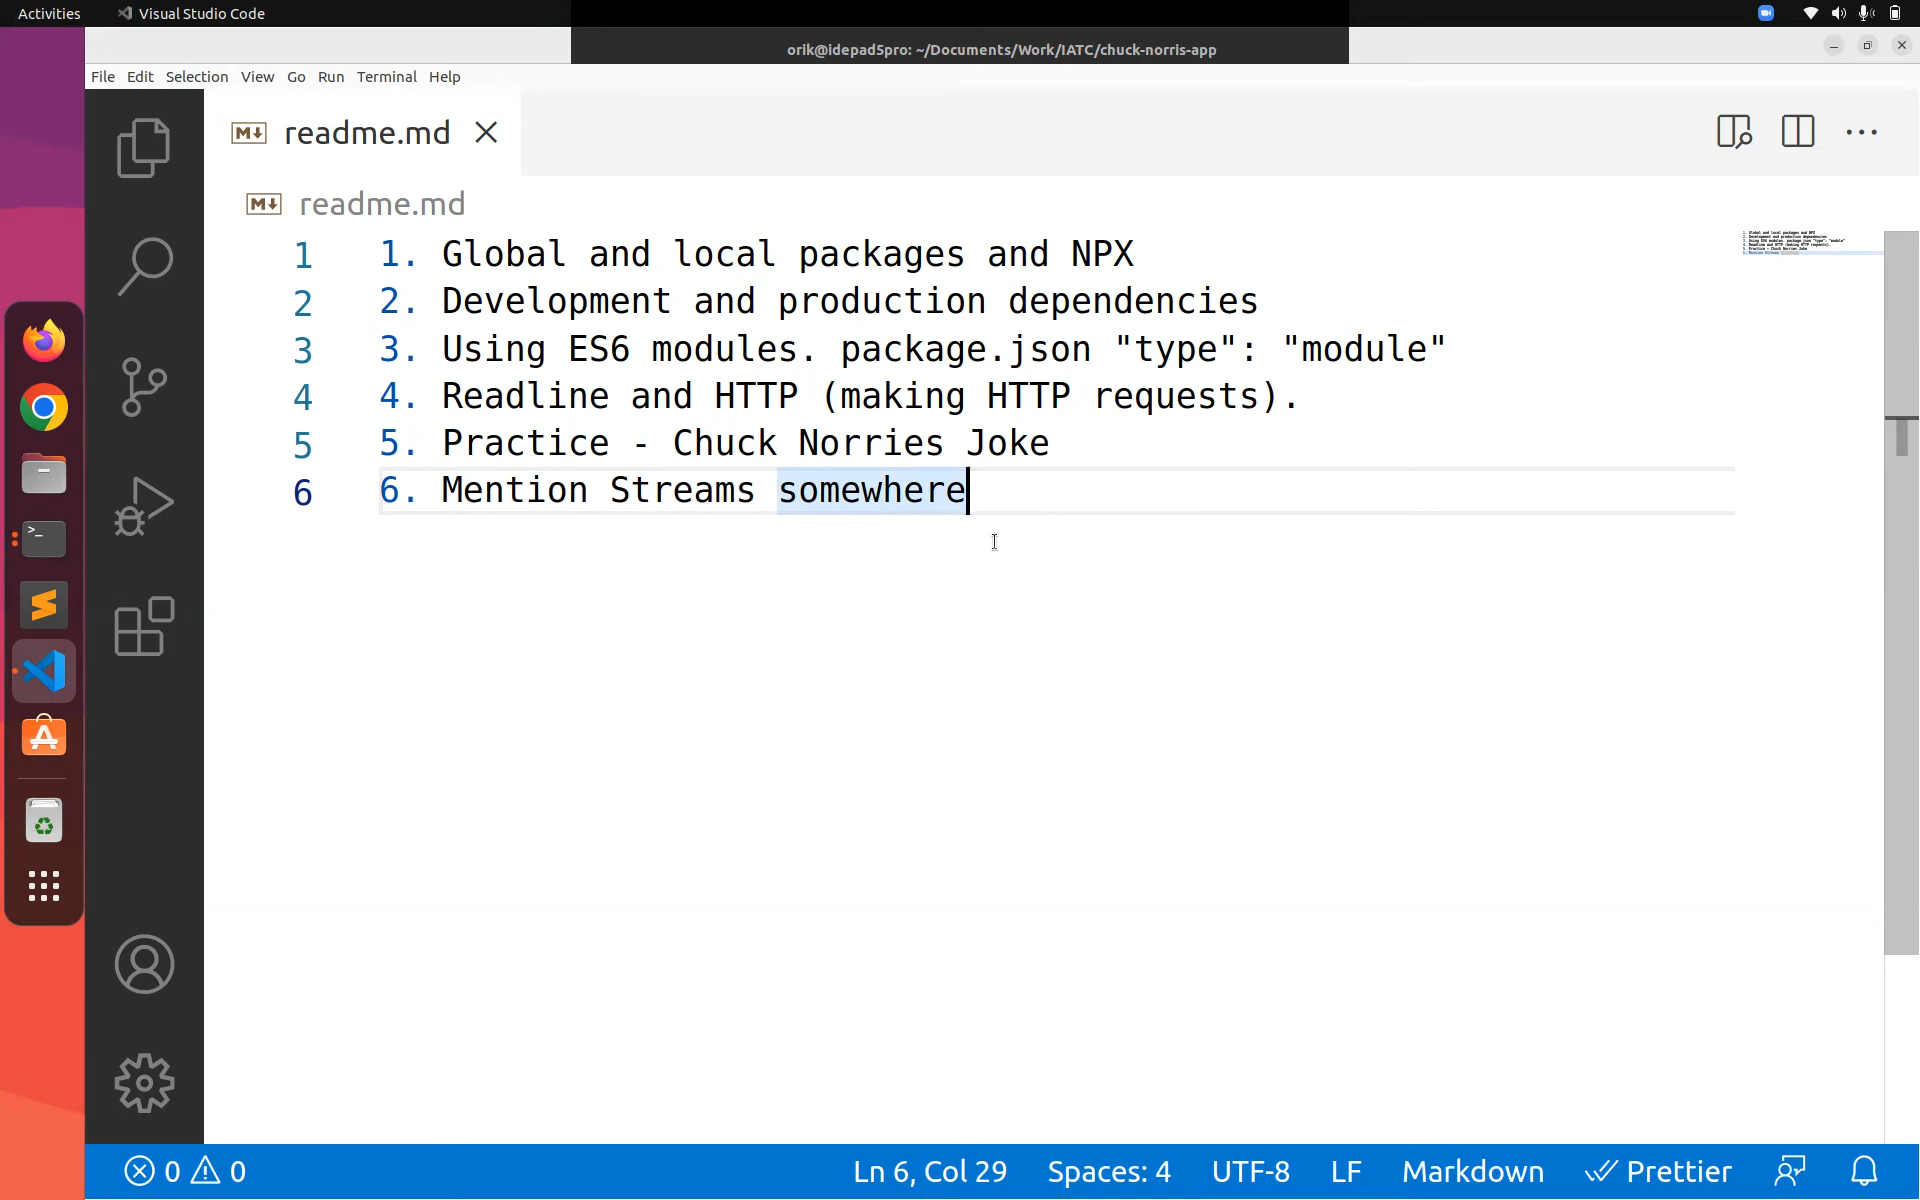 Activities Visual Studio Code
orik@idepad5pro: ~/Documents/Work/IATC/chuck-norris-app
File Edit Selection View Go Run Terminal Help
readme.md
readme.md
1 1. Global and local packages and NPX
2 2. Development and production dependencies
3 3. Using ES6 modules. package.json "type": "module"
4 4. Readline and HTTP (making HTTP requests).
5 5. Practice - Chuck Norries Joke
6 6. Mention Streams somewhere
0 0 Ln 6, Col 29 Spaces: 4 UTF-8 LF Markdown Prettier